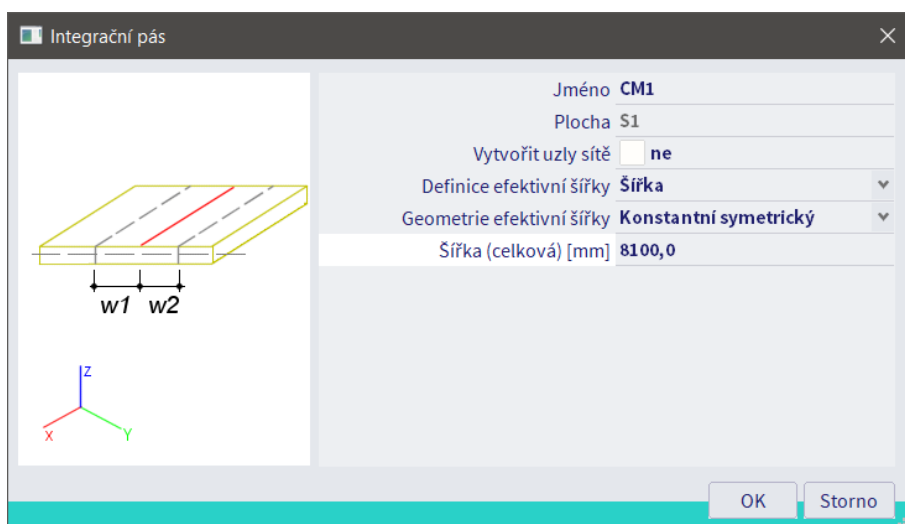 Integrační pás
Jméno CM1
Plocha S1
Vytvořit uzly sítě ne
Definice efektivní šířky Šířka
Geometrie efektivní šířky Konstantní symetrický
Šířka (celková) [mm] 8100,0
w1 w2
Z
X Y
OK Storno